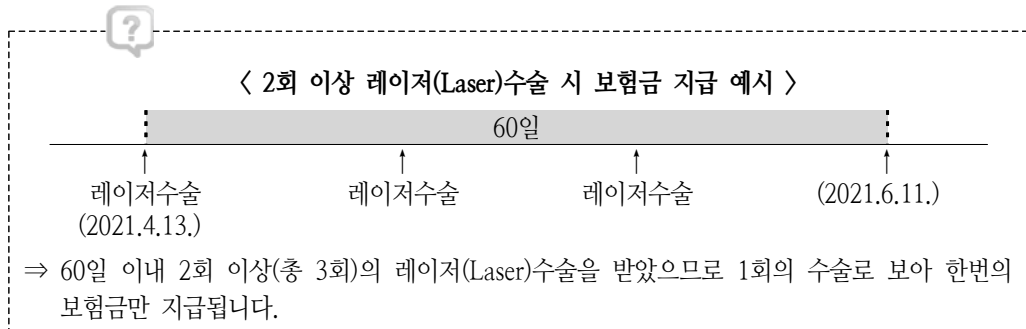 ?
〈 2회 이상 레이저(Laser)수술 시 보험금 지급 예시 〉
60일
레이저수술 레이저수술 레이저수술 (2021.6.11.)
(2021.4.13.)
⇒ 60일 이내 2회 이상(총 3회)의 레이저(Laser)수술을 받았으므로 1회의 수술로 보아 한번의
보험금만 지급됩니다.